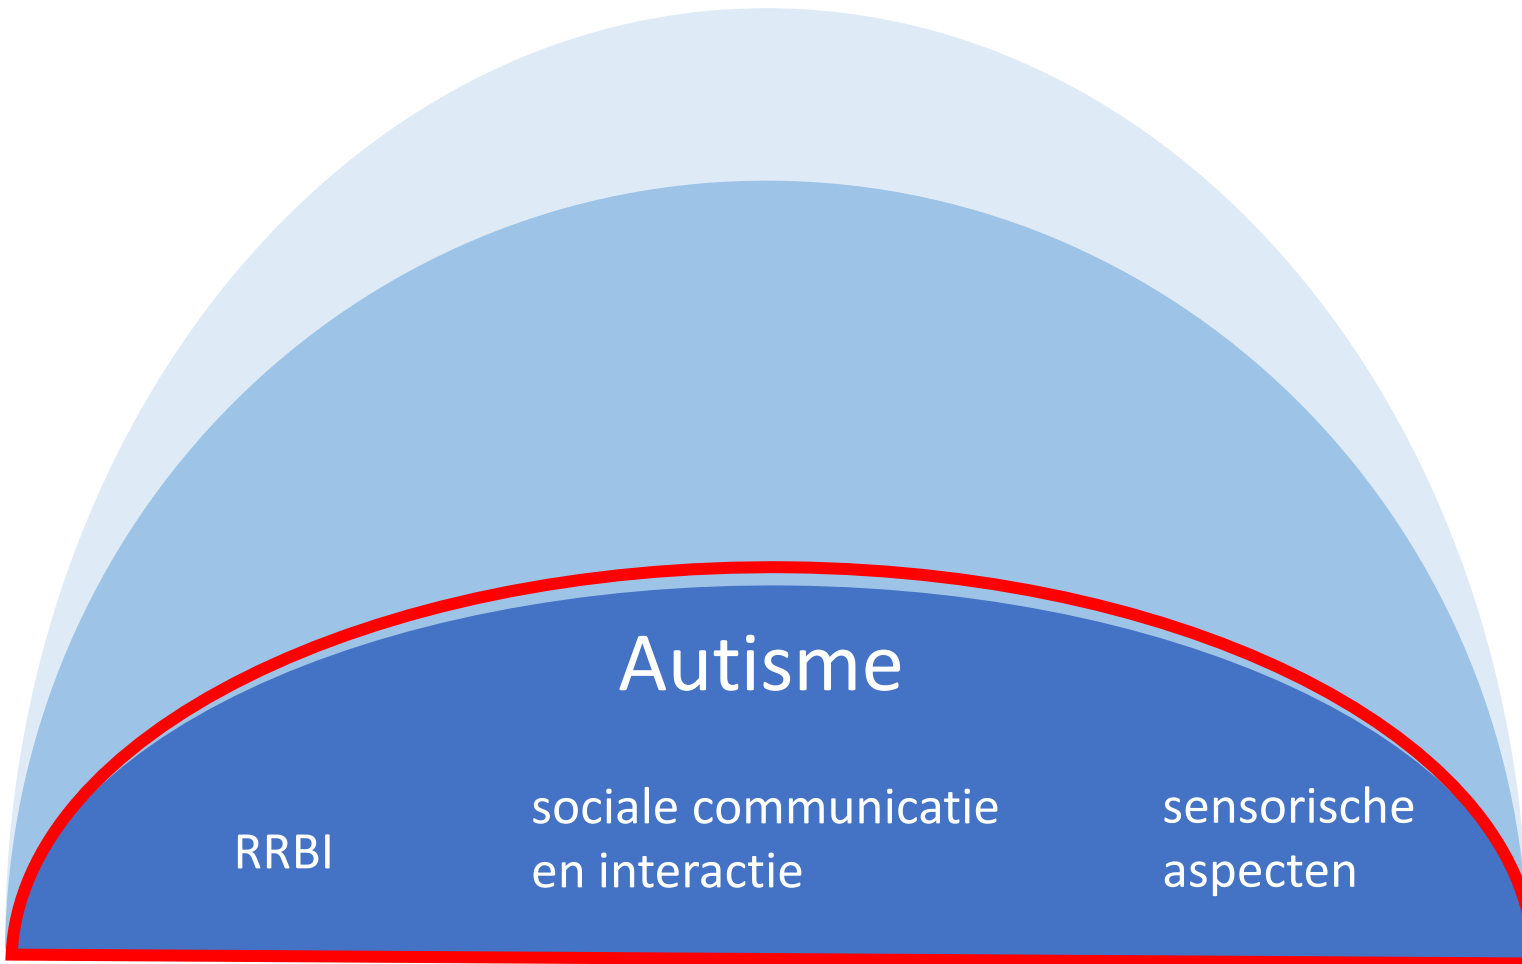 Autisme
RRBI
sociale communicatie
en interactie
sensorische
aspecten